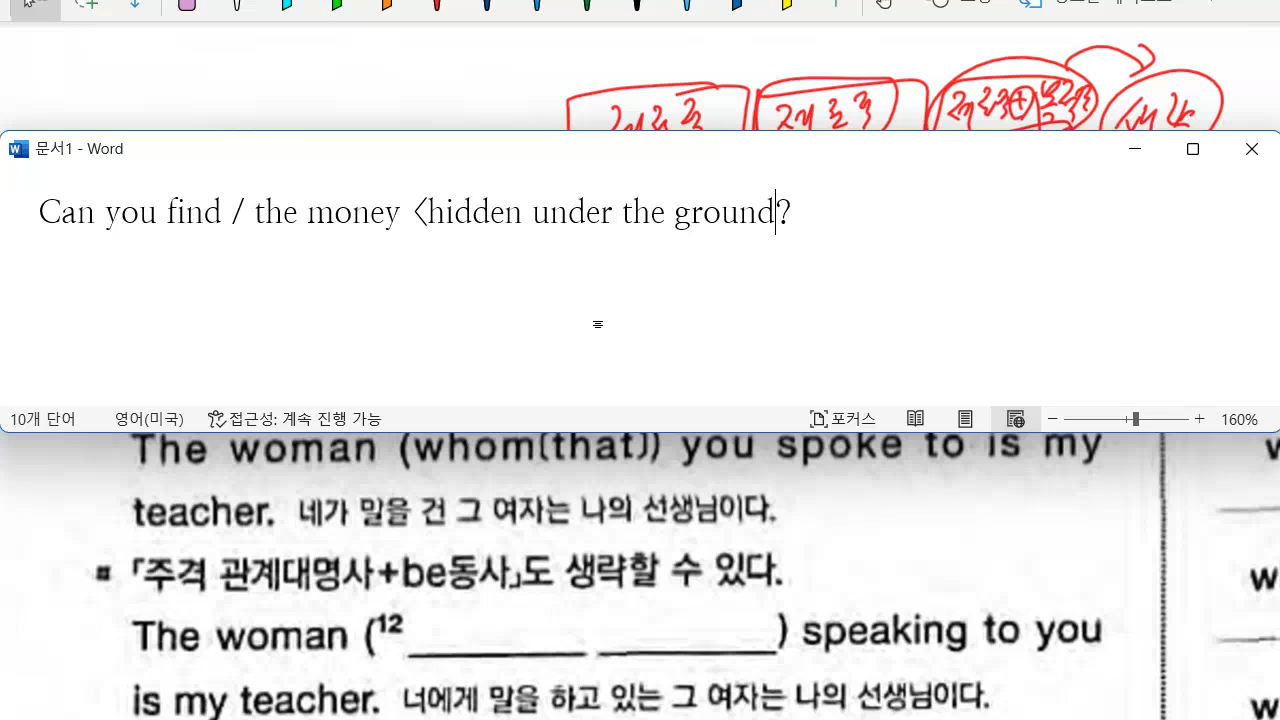 문서1 - Word
Can you find / the money <hidden under the ground?
10개 단어 영어(미국) 접근성: 계속 진행 가능 포커스 160%
The woman (whom(that)) you spoke to is my
teacher. 네가 말을 건 그 여자는 나의 선생님이다.
「주격 관계대명사+be동사」도 생략할 수 있다.
The woman (12 ) speaking to you
is my teacher. 너에게 말을 하고 있는 그 여자는 나의 선생님이다.